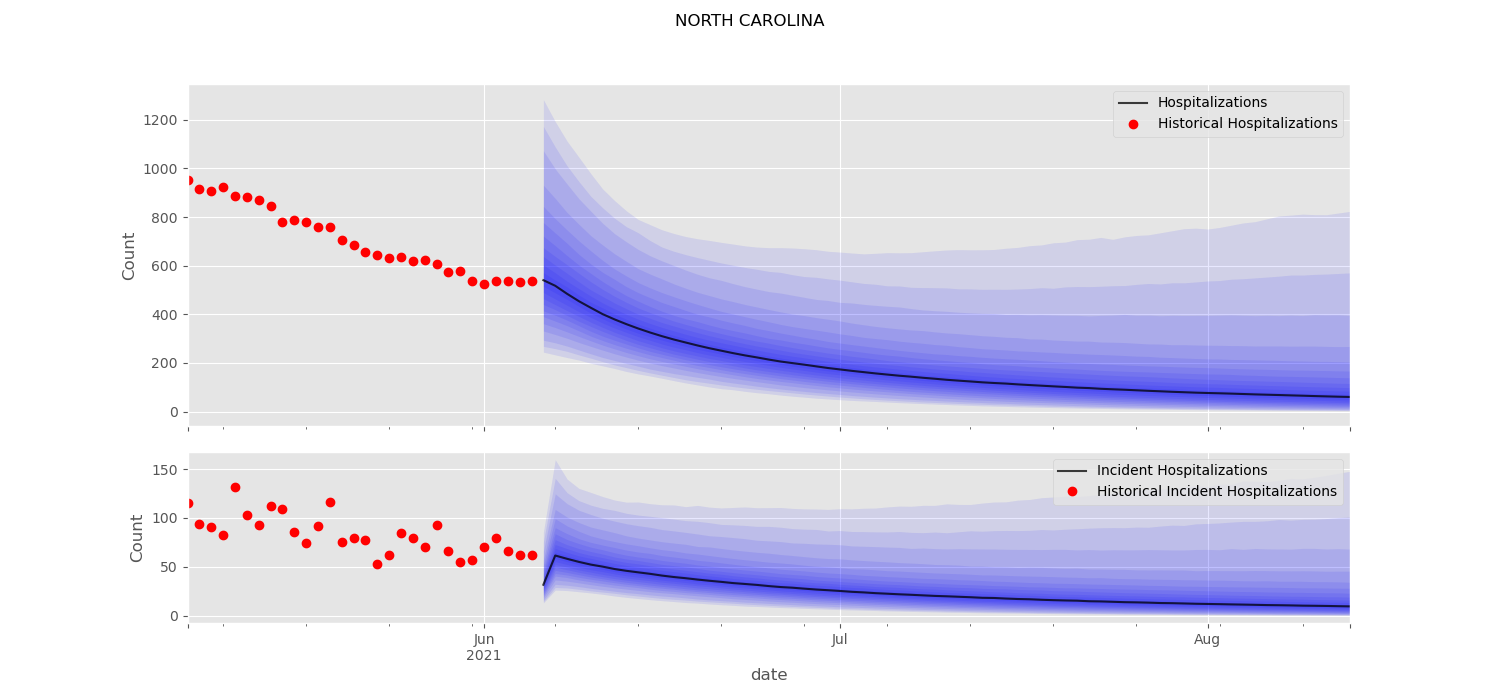 NORTH CAROLINA
Hospitalizations
Historical Hospitalizations
Count
1200
1000
800
600
400
200
0
Incident Hospitalizations
Historical Incident Hospitalizations
Count
150
100
50
0
Jun
2021
Jul
Aug
date